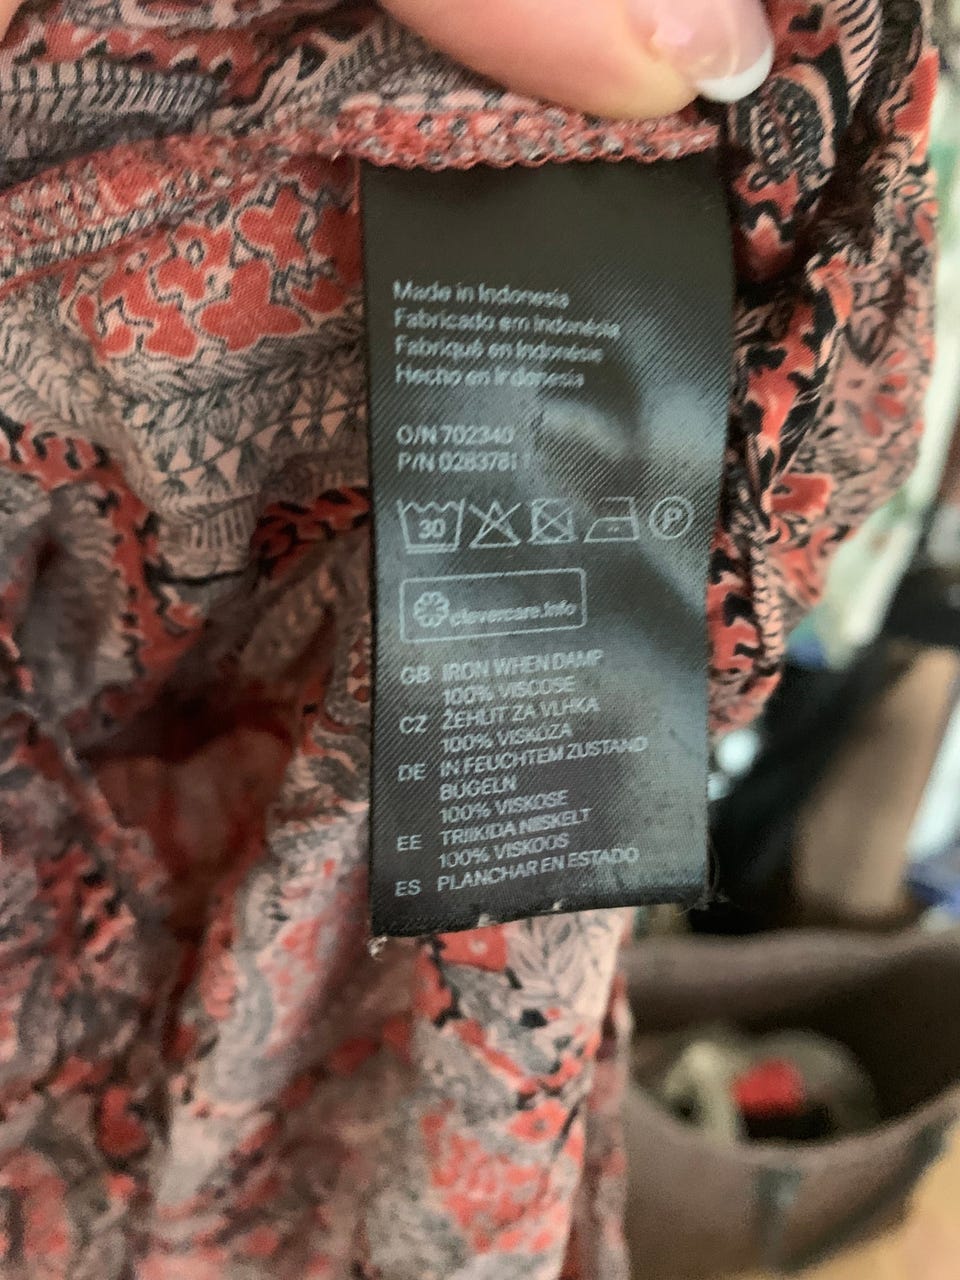 Made in Indonesia
Fabricado em Indonésia
Fabriqué en Indonésie
Hecho en Indonesia
O/N 702340
P/N
30
P
clevercare.info
GB IRON WHEN DAMP
100% VISCOSE
CZ ŽEHLIT ZA VLHKA
100% VISKÓZA
DE IN FEUCHTEM ZUSTAND
BÜGELN
100% VISKOSE
EE TRIIKIDA NIISKELT
100% VISKOOS
ES PLANCHAR EN ESTADO